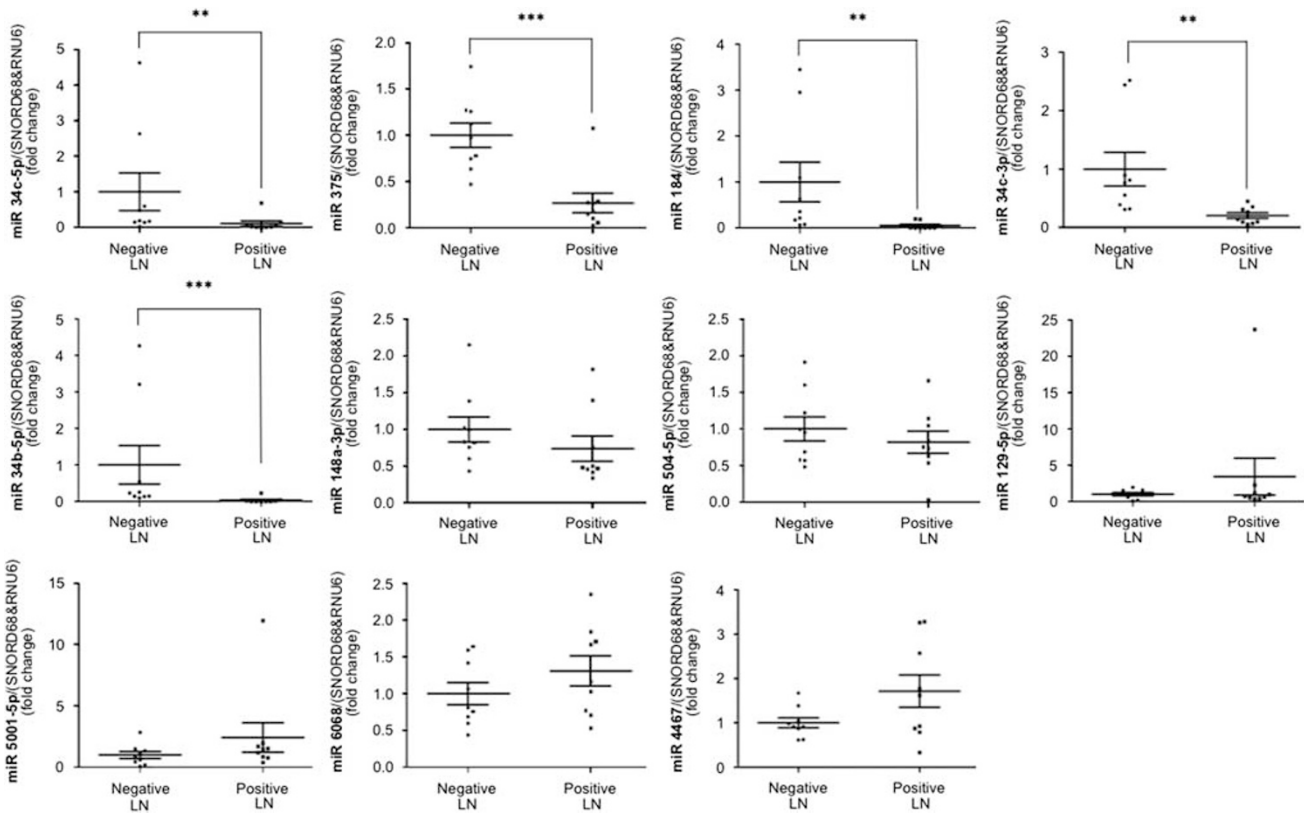 **
***
**
**
miR 34c-5p/(SNORD68&RNU6)
(fold change)
5
4
3
2
1
0
Negative
LN
Positive
LN
miR 375/(SNORD68&RNU6)
(fold change)
2.0
1.5
1.0
0.5
0.0
Negative
LN
Positive
LN
miR 184/(SNORD68&RNU6)
(fold change)
4
3
2
1
0
Negative
LN
Positive
LN
miR 34c-3p/(SNORD68&RNU6)
(fold change)
3
2
1
0
Negative
LN
Positive
LN
***
miR 34b-5p/(SNORD68&RNU6)
(fold change)
5
4
3
2
1
0
Negative
LN
Positive
LN
miR 148a-3p/(SNORD68&RNU6)
(fold change)
2.5
2.0
1.5
1.0
0.5
0.0
Negative
LN
Positive
LN
miR 504-5p/(SNORD68&RNU6)
(fold change)
2.5
2.0
1.5
1.0
0.5
0.0
Negative
LN
Positive
LN
miR 129-5p/(SNORD68&RNU6)
(fold change)
25
20
15
10
5
0
Negative
LN
Positive
LN
miR 5001-5p/(SNORD68&RNU6)
(fold change)
15
10
5
0
Negative
LN
Positive
LN
miR 6068/(SNORD68&RNU6)
(fold change)
2.5
2.0
1.5
1.0
0.5
0.0
Negative
LN
Positive
LN
miR 4467/(SNORD68&RNU6)
(fold change)
4
3
2
1
0
Negative
LN
Positive
LN